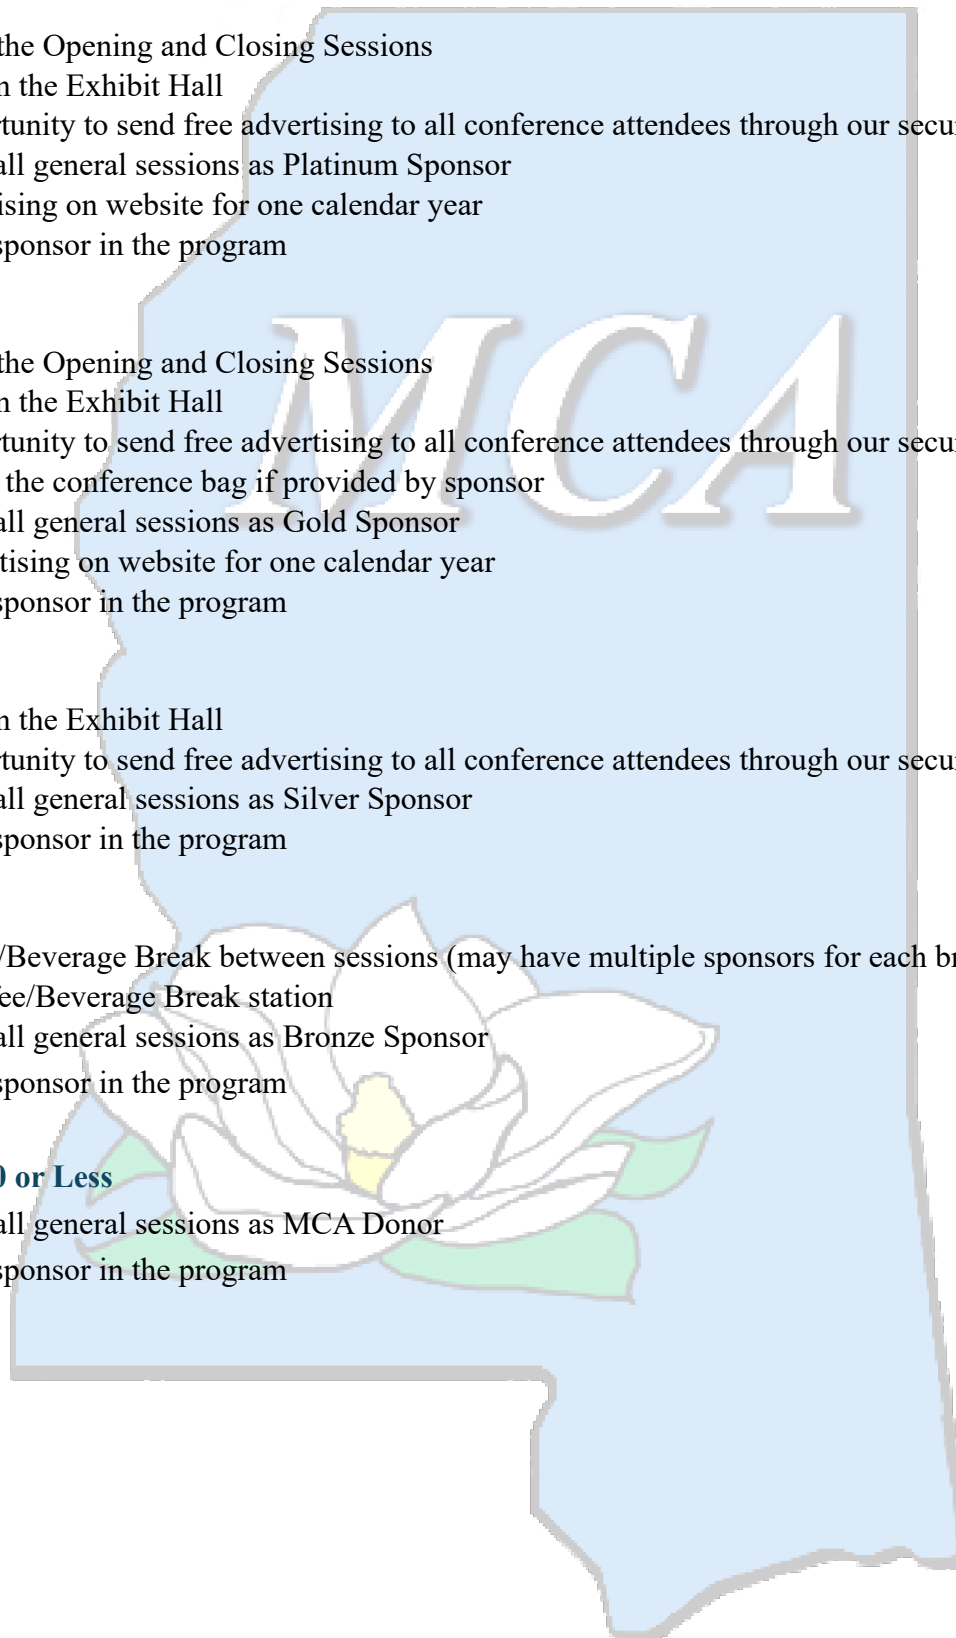 the Opening and Closing Sessions
n the Exhibit Hall
rtunity to send free advertising to all conference attendees through our secu
all general sessions as Platinum Sponsor
ising on website for one calendar year
sponsor in the program
MCA
the Opening and Closing Sessions
n the Exhibit Hall
rtunity to send free advertising to all conference attendees through our secu
the conference bag if provided by sponsor
all general sessions as Gold Sponsor
tising on website for one calendar year
sponsor in the program
n the Exhibit Hall
rtunity to send free advertising to all conference attendees through our secu
all general sessions as Silver Sponsor
sponsor in the program
/Beverage Break between sessions (may have multiple sponsors for each br
ee/Beverage Break station
all general sessions as Bronze Sponsor
sponsor in the program
0 or Less
all general sessions as MCA Donor
sponsor in the program